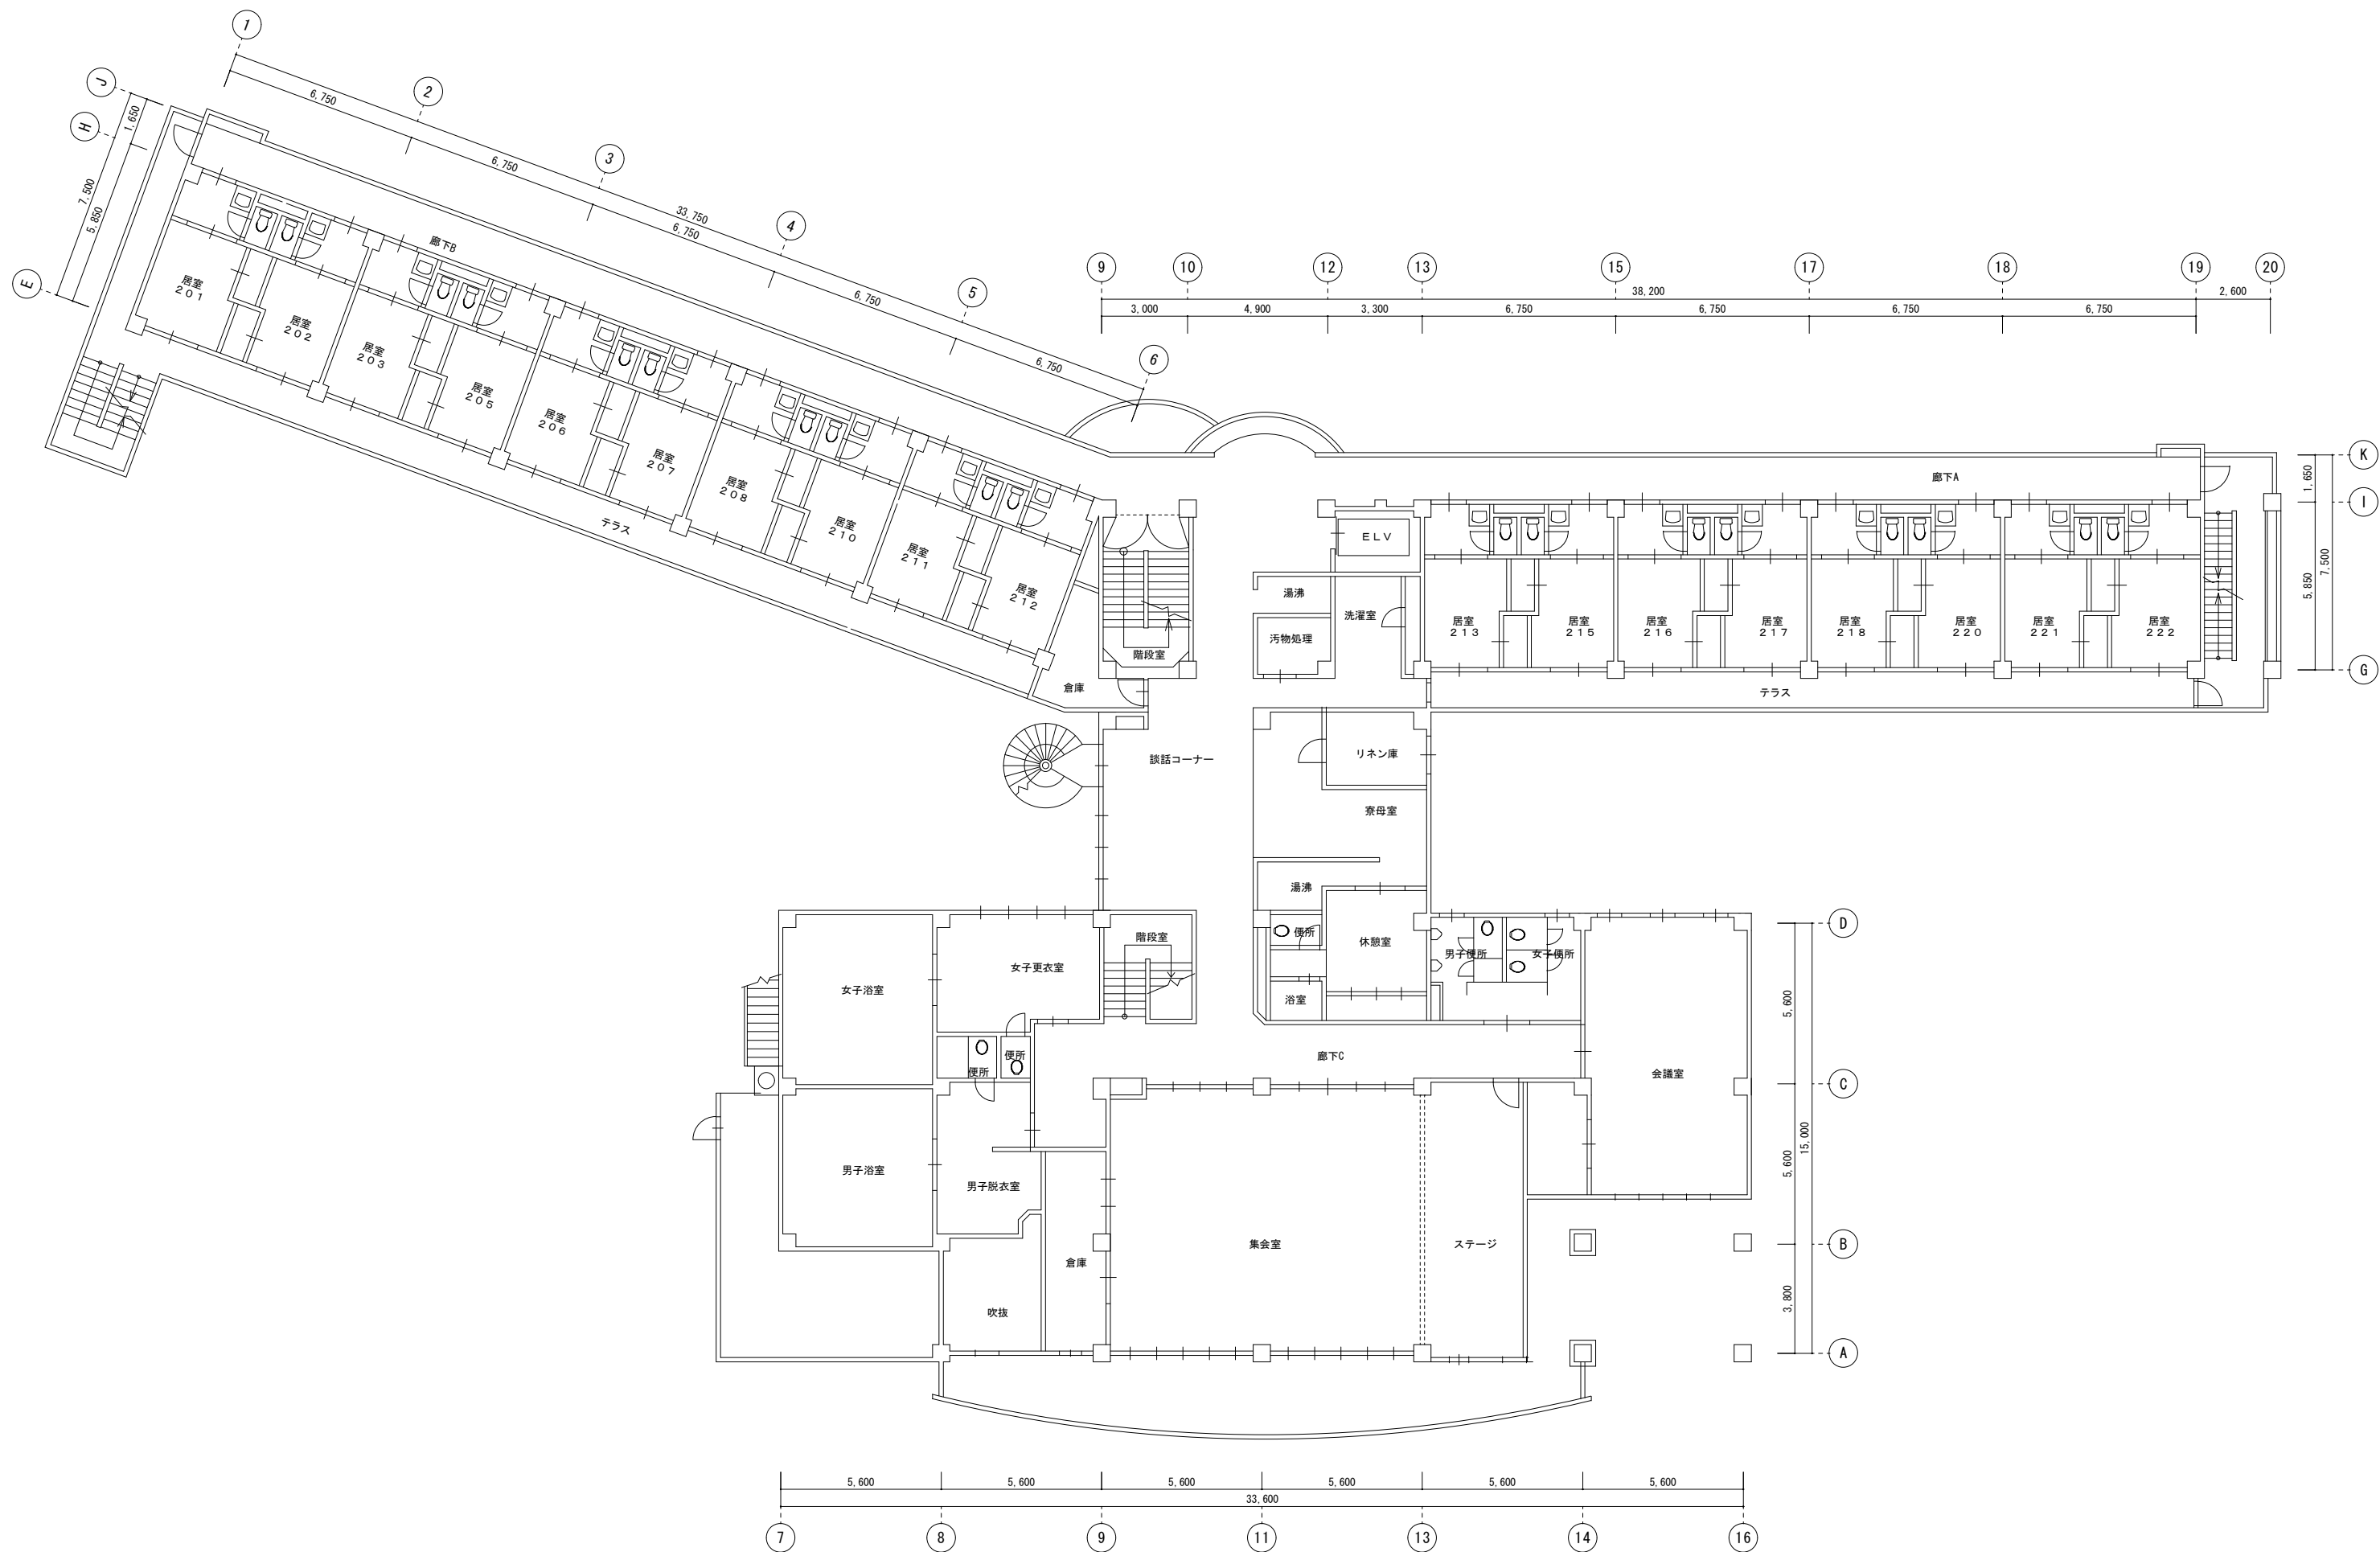 1
2
3
4
5
6
J
H
E
6,750
6,750
33,750
6,750
6,750
6,750
1,650
7,500
5,850
9
10
12
13
15
17
18
19
20
38,200
2,600
3,000
4,900
3,300
6,750
6,750
6,750
6,750
廊下B
居室
201
居室
202
居室
203
居室
205
居室
206
居室
207
居室
208
居室
210
居室
211
居室
212
テラス
廊下A
K
I
G
1,650
5,850
7,500
ELV
湯沸
洗濯室
汚物処理
階段室
倉庫
居室
213
居室
215
居室
216
居室
217
居室
218
居室
220
居室
221
居室
222
テラス
談話コーナー
リネン庫
寮母室
湯沸
便所
休憩室
浴室
男子便所
女子便所
階段室
女子更衣室
女子浴室
便所
便所
廊下C
会議室
男子浴室
男子脱衣室
倉庫
集会室
ステージ
吹抜
D
C
B
A
5,600
5,600
3,800
15,000
5,600
5,600
5,600
5,600
5,600
5,600
33,600
7
8
9
11
13
14
16